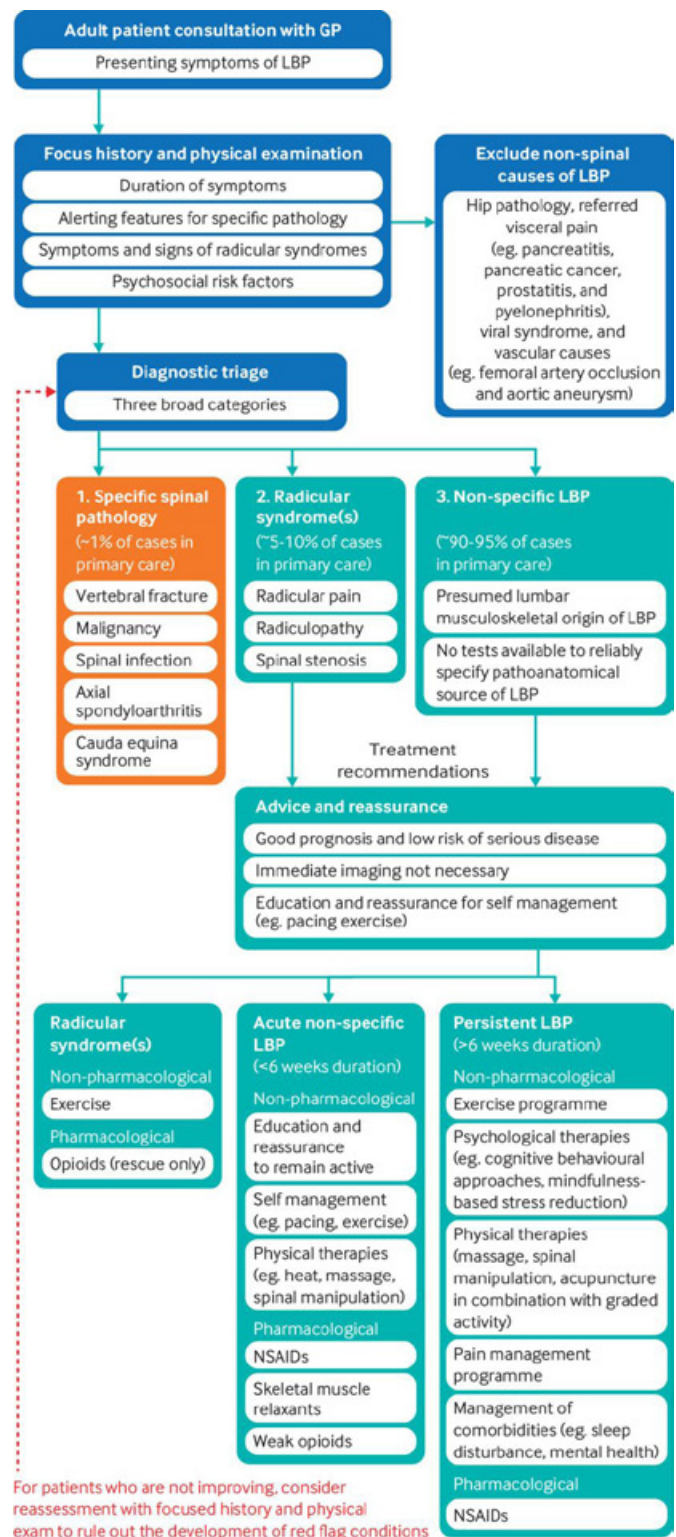 Adult patient consultation with GP
Presenting symptoms of LBP
Focus history and physical examination
Duration of symptoms
Alerting features for specific pathology
Symptoms and signs of radicular syndromes
Psychosocial risk factors
Exclude non-spinal
causes of LBP
Hip pathology, referred
visceral pain
(eg. pancreatitis,
pancreatic cancer,
prostatitis, and
pyelonephritis),
viral syndrome, and
vascular causes
(eg. femoral artery occlusion
and aortic aneurysm)
Diagnostic triage
Three broad categories
1. Specific spinal
pathology
(~1% of cases in
primary care)
Vertebral fracture
Malignancy
Spinal infection
Axial
spondyloarthritis
Cauda equina
syndrome
2. Radicular
syndrome(s)
(~5-10% of cases
in primary care)
Radicular pain
Radiculopathy
Spinal stenosis
3. Non-specific LBP
(~90-95% of cases
in primary care)
Presumed lumbar
musculoskeletal origin of LBP
No tests available to reliably
specify pathoanatomical
source of LBP
Treatment
recommendations
Advice and reassurance
Good prognosis and low risk of serious disease
Immediate imaging not necessary
Education and reassurance for self management
(eg. pacing exercise)
Radicular
syndrome(s)
Non-pharmacological
Exercise
Pharmacological
Opioids (rescue only)
Acute non-specific
LBP
(<6 weeks duration)
Non-pharmacological
Education and
reassurance
to remain active
Self management
(eg. pacing, exercise)
Physical therapies
(eg. heat, massage,
spinal manipulation)
Pharmacological
NSAIDs
Skeletal muscle
relaxants
Weak opioids
Persistent LBP
(>6 weeks duration)
Non-pharmacological
Exercise programme
Psychological therapies
(eg. cognitive behavioural
approaches, mindfulness-
based stress reduction)
Physical therapies
(massage, spinal
manipulation, acupuncture
in combination with graded
activity)
Pain management
programme
Management of
comorbidities (eg. sleep
disturbance, mental health)
Pharmacological
NSAIDs
For patients who are not improving, consider
reassessment with focused history and physical
exam to rule out the development of red flag conditions